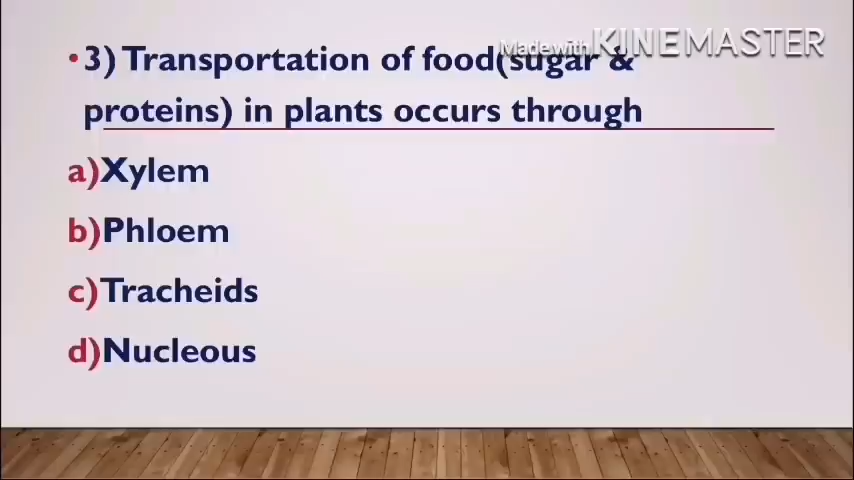 Made with KINEMASTER
• 3) Transportation of food(sugar &
proteins) in plants occurs through
a)Xylem
b)Phloem
c)Tracheids
d)Nucleous